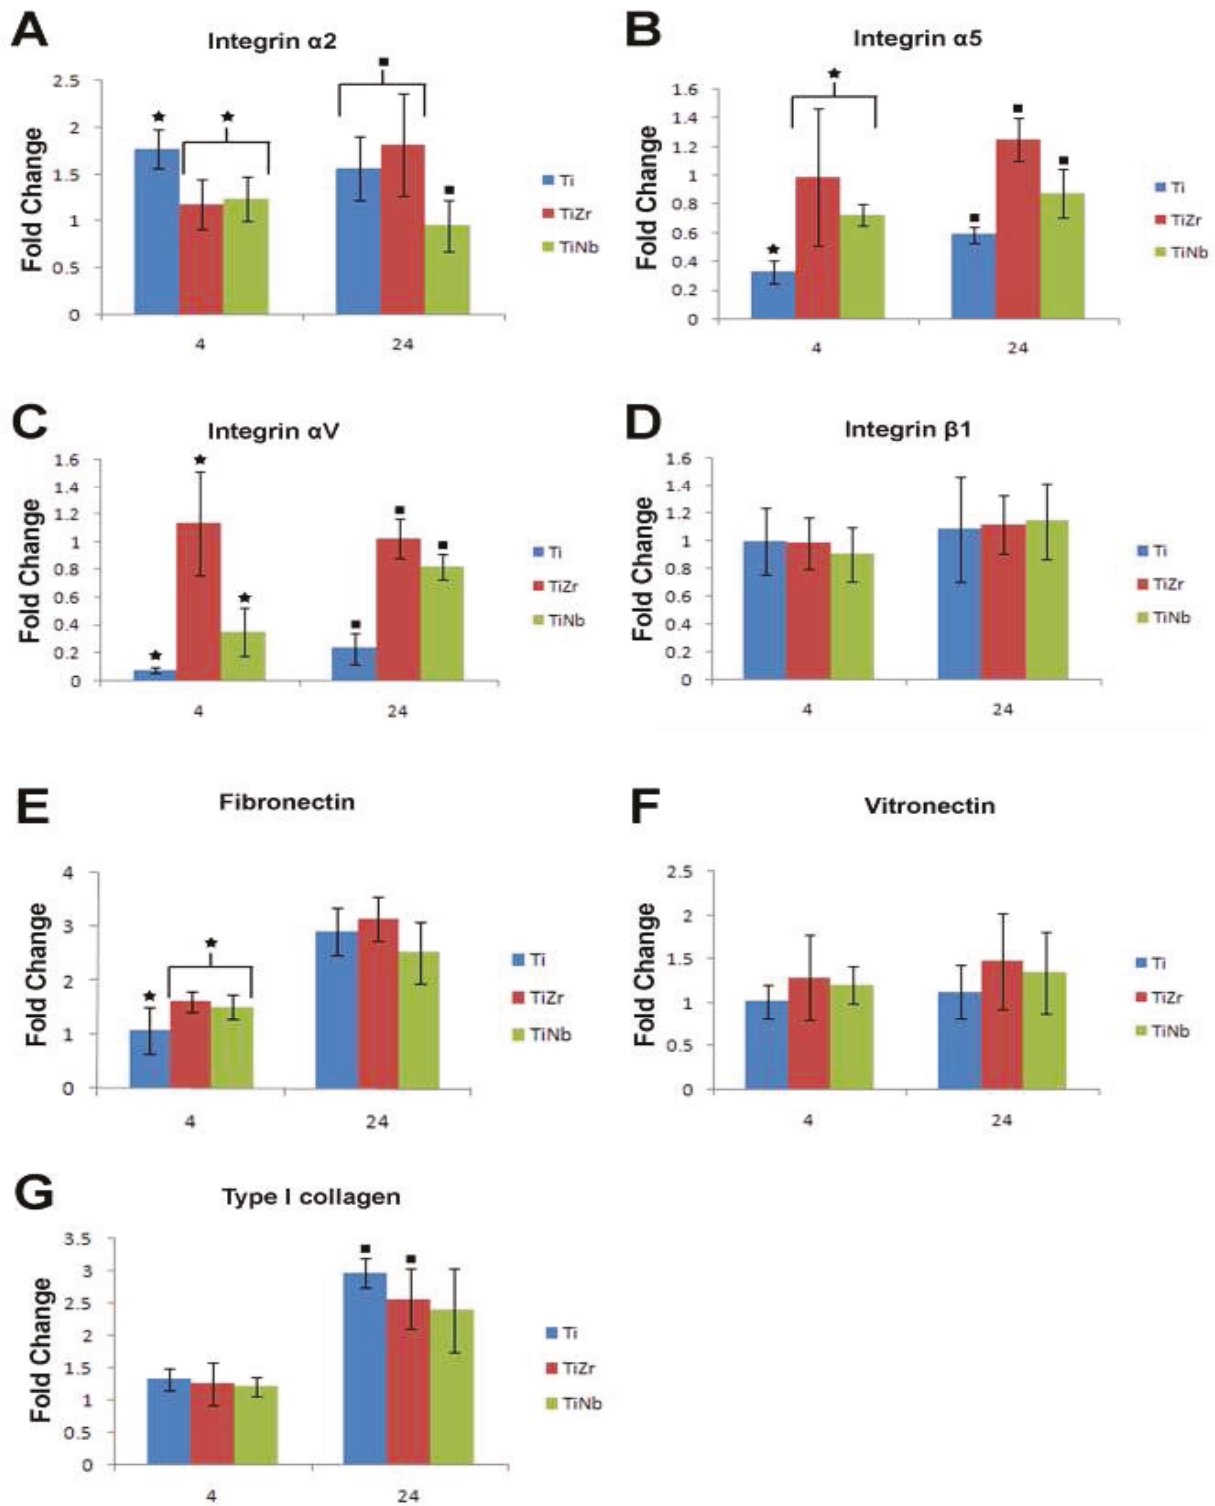 A
Integrin α2
Fold Change
2.5
2
1.5
1
0.5
0
4
24
Ti
TiZr
TiNb
B
Integrin α5
Fold Change
1.6
1.4
1.2
1
0.8
0.6
0.4
0.2
0
4
24
Ti
TiZr
TiNb
C
Integrin αV
Fold Change
1.6
1.4
1.2
1
0.8
0.6
0.4
0.2
0
4
24
Ti
TiZr
TiNb
D
Integrin β1
Fold Change
1.6
1.4
1.2
1
0.8
0.6
0.4
0.2
0
4
24
Ti
TiZr
TiNb
E
Fibronectin
Fold Change
4
3
2
1
0
4
24
Ti
TiZr
TiNb
F
Vitronectin
Fold Change
2.5
2
1.5
1
0.5
0
4
24
Ti
TiZr
TiNb
G
Type I collagen
Fold Change
3.5
3
2.5
2
1.5
1
0.5
0
4
24
Ti
TiZr
TiNb